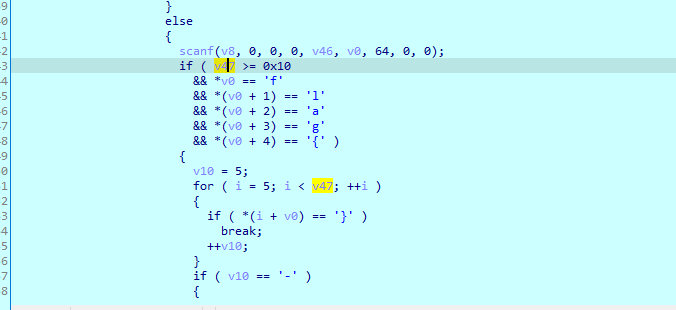 9 }
0 else
1 {
2 scanf(v8, 0, 0, 0, v46, v0, 64, 0, 0);
3 if ( v47 >= 0x10
4 && *v0 == 'f'
5 && *(v0 + 1) == 'l'
6 && *(v0 + 2) == 'a'
7 && *(v0 + 3) == 'g'
8 && *(v0 + 4) == '{' )
9 {
0 v10 = 5;
1 for ( i = 5; i < v47; ++i )
2 {
3 if ( *(i + v0) == '}' )
4 break;
5 ++v10;
6 }
7 if ( v10 == '-' )
8 {